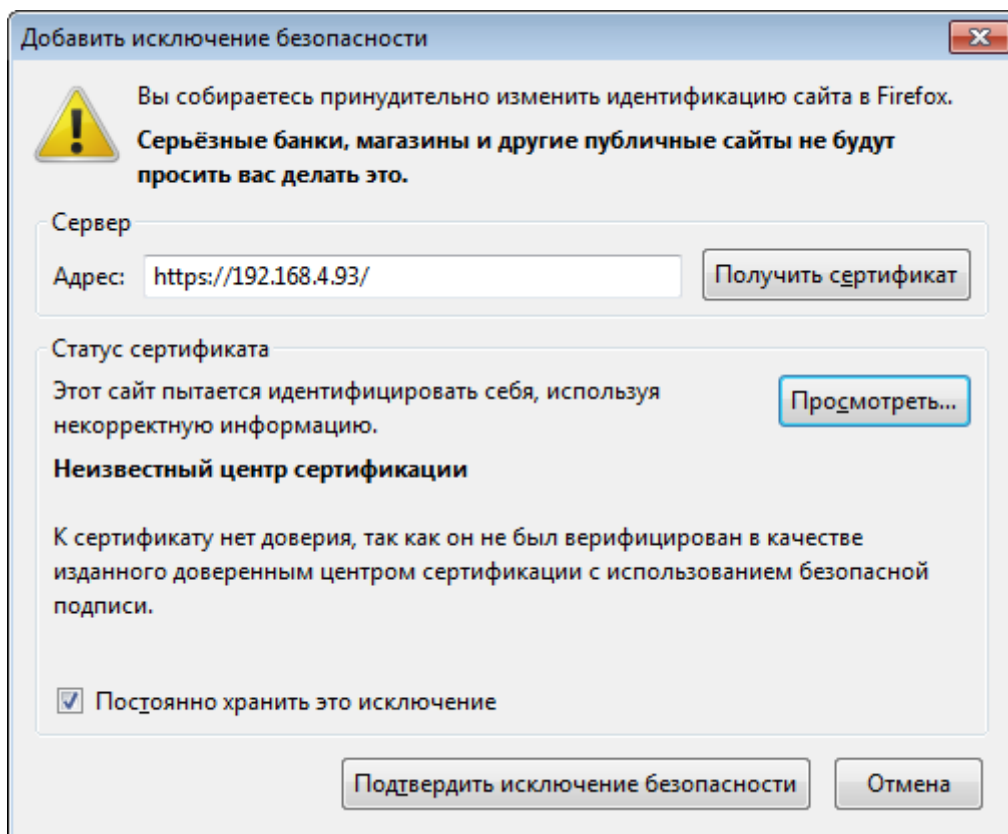 Добавить исключение безопасности
Вы собираетесь принудительно изменить идентификацию сайта в Firefox.
Серьёзные банки, магазины и другие публичные сайты не будут
просить вас делать это.
Сервер
Адрес: https://192.168.4.93/ Получить сертификат
Статус сертификата
Этот сайт пытается идентифицировать себя, используя
некорректную информацию.
Просмотреть...
Неизвестный центр сертификации
К сертификату нет доверия, так как он не был верифицирован в качестве
изданного доверенным центром сертификации с использованием безопасной
подписи.
Постоянно хранить это исключение
Подтвердить исключение безопасности Отмена